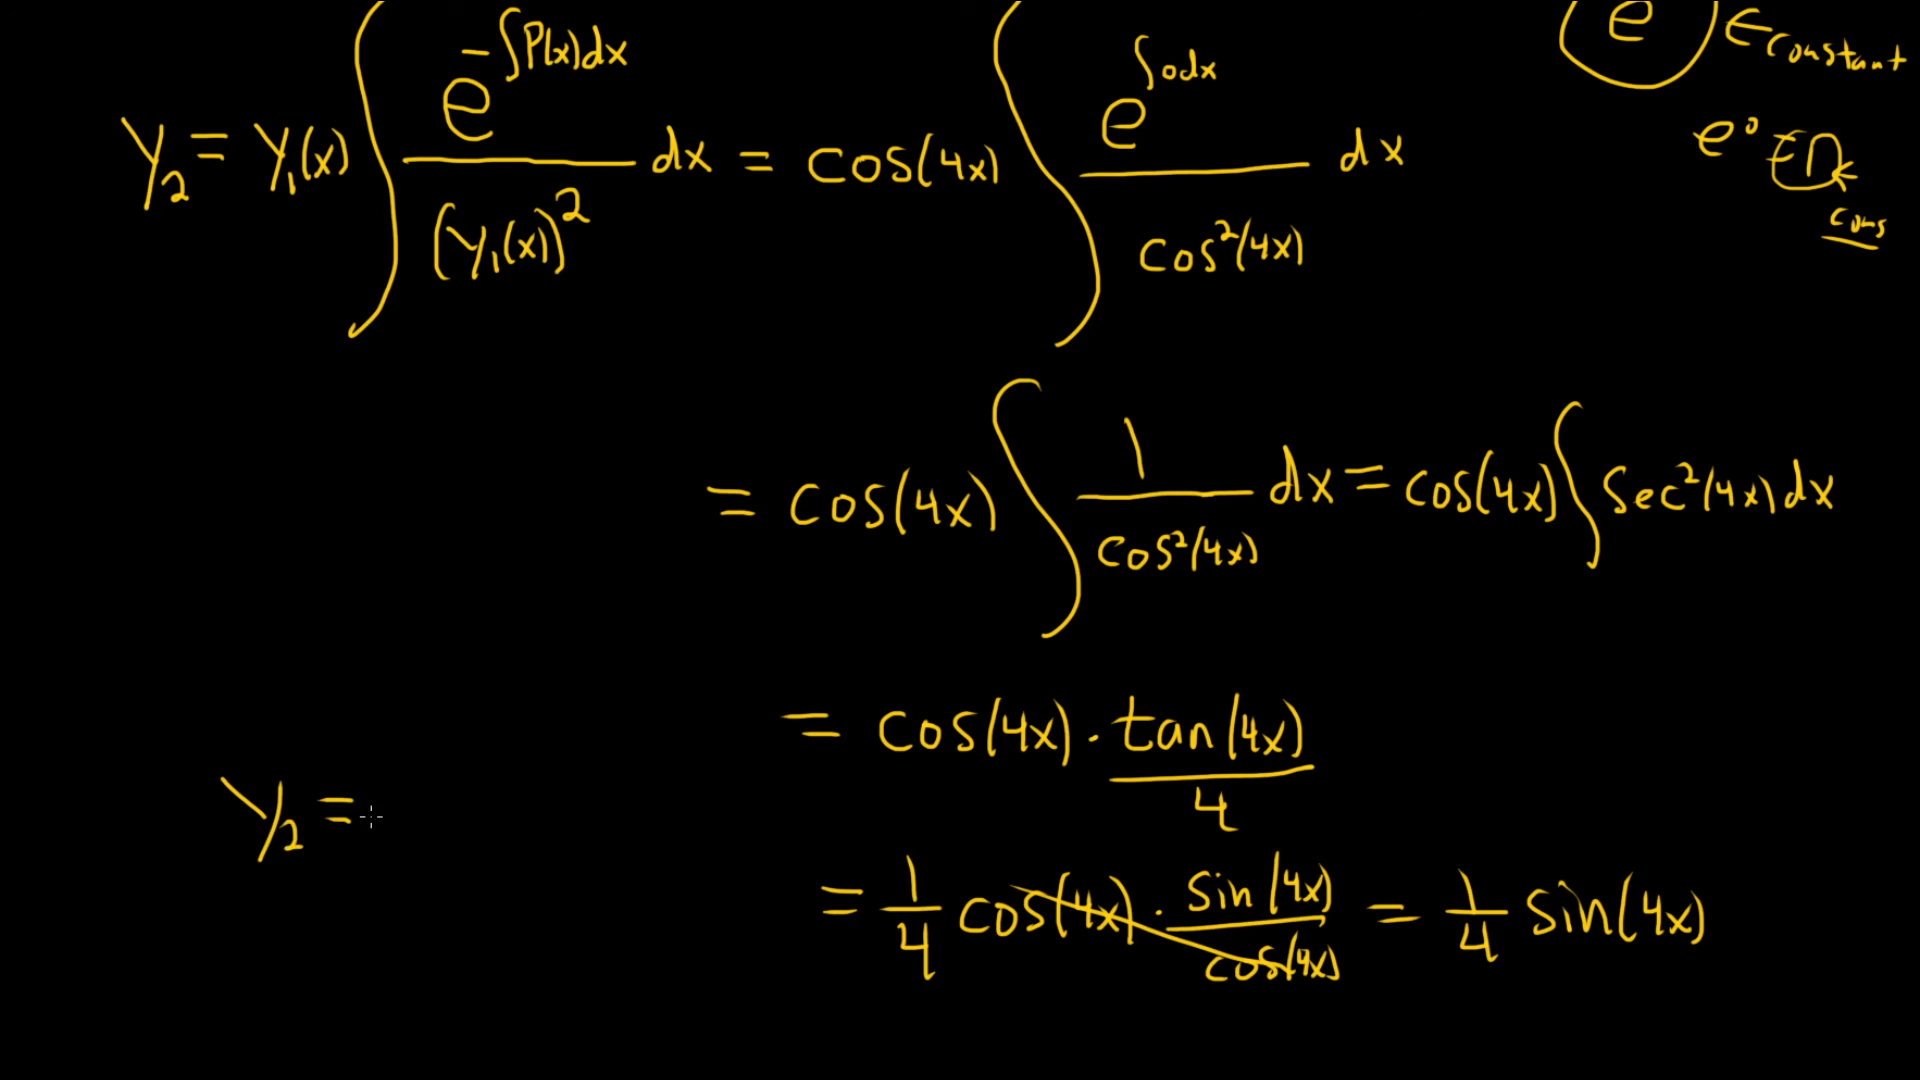 y₂ = y₁(x) ∫ e^(-∫P(x)dx) / (y₁(x))² dx = cos(4x) ∫ e^(∫0dx) / cos²(4x) dx
e ← constant
e⁰ = 1 ←
cons
= cos(4x) ∫ 1 / cos²(4x) dx = cos(4x) ∫ sec²(4x) dx
= cos(4x) · tan(4x) / 4
y₂ =
= 1/4 cos(4x) · sin(4x) / cos(4x) = 1/4 sin(4x)